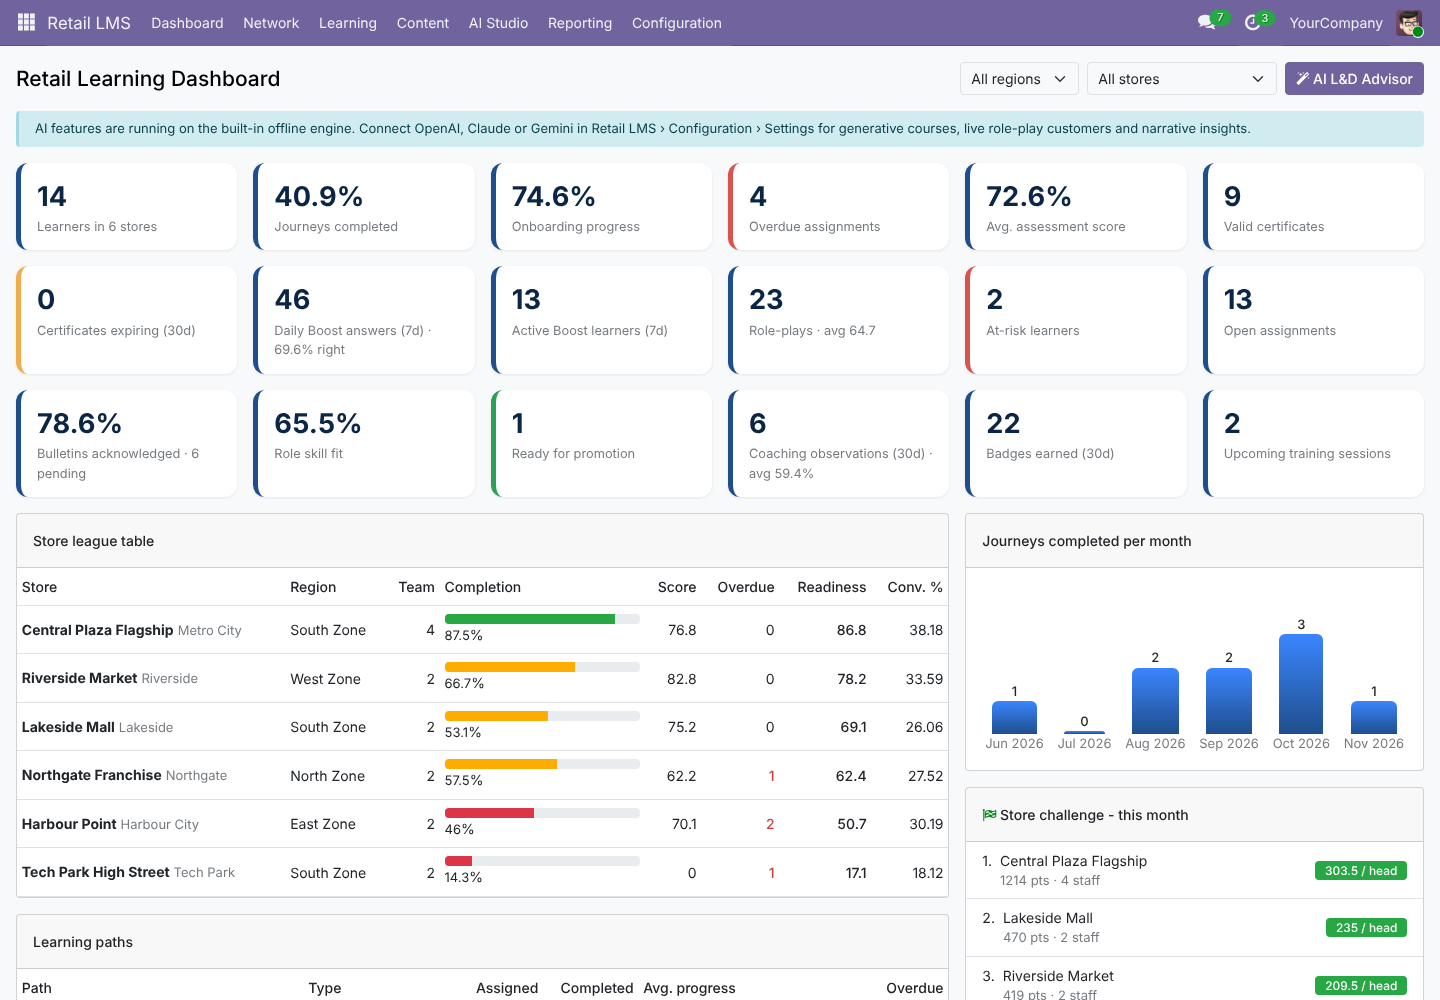 Retail LMS Dashboard Network Learning Content AI Studio Reporting Configuration 7 3 YourCompany
Retail Learning Dashboard All regions All stores AI L&D Advisor
AI features are running on the built-in offline engine. Connect OpenAI, Claude or Gemini in Retail LMS › Configuration › Settings for generative courses, live role-play customers and narrative insights.
14 40.9% 74.6% 4 72.6% 9
Learners in 6 stores Journeys completed Onboarding progress Overdue assignments Avg. assessment score Valid certificates
0 46 13 23 2 13
Certificates expiring (30d) Daily Boost answers (7d) · Active Boost learners (7d) Role-plays · avg 64.7 At-risk learners Open assignments
69.6% right
78.6% 65.5% 1 6 22 2
Bulletins acknowledged · 6 Role skill fit Ready for promotion Coaching observations (30d) · Badges earned (30d) Upcoming training sessions
pending avg 59.4%
Store league table
Store Region Team Completion Score Overdue Readiness Conv. %
Central Plaza Flagship Metro City South Zone 4 87.5% 76.8 0 86.8 38.18
Riverside Market Riverside West Zone 2 66.7% 82.8 0 78.2 33.59
Lakeside Mall Lakeside South Zone 2 53.1% 75.2 0 69.1 26.06
Northgate Franchise Northgate North Zone 2 57.5% 62.2 1 62.4 27.52
Harbour Point Harbour City East Zone 2 46% 70.1 2 50.7 30.19
Tech Park High Street Tech Park South Zone 2 14.3% 0 1 17.1 18.12
Learning paths
Path Type Assigned Completed Avg. progress Overdue
Journeys completed per month
1 0 2 2 3 1
Jun 2026 Jul 2026 Aug 2026 Sep 2026 Oct 2026 Nov 2026
Store challenge - this month
1. Central Plaza Flagship 303.5 / head
1214 pts · 4 staff
2. Lakeside Mall 235 / head
470 pts · 2 staff
3. Riverside Market 209.5 / head
419 pts · 2 staff